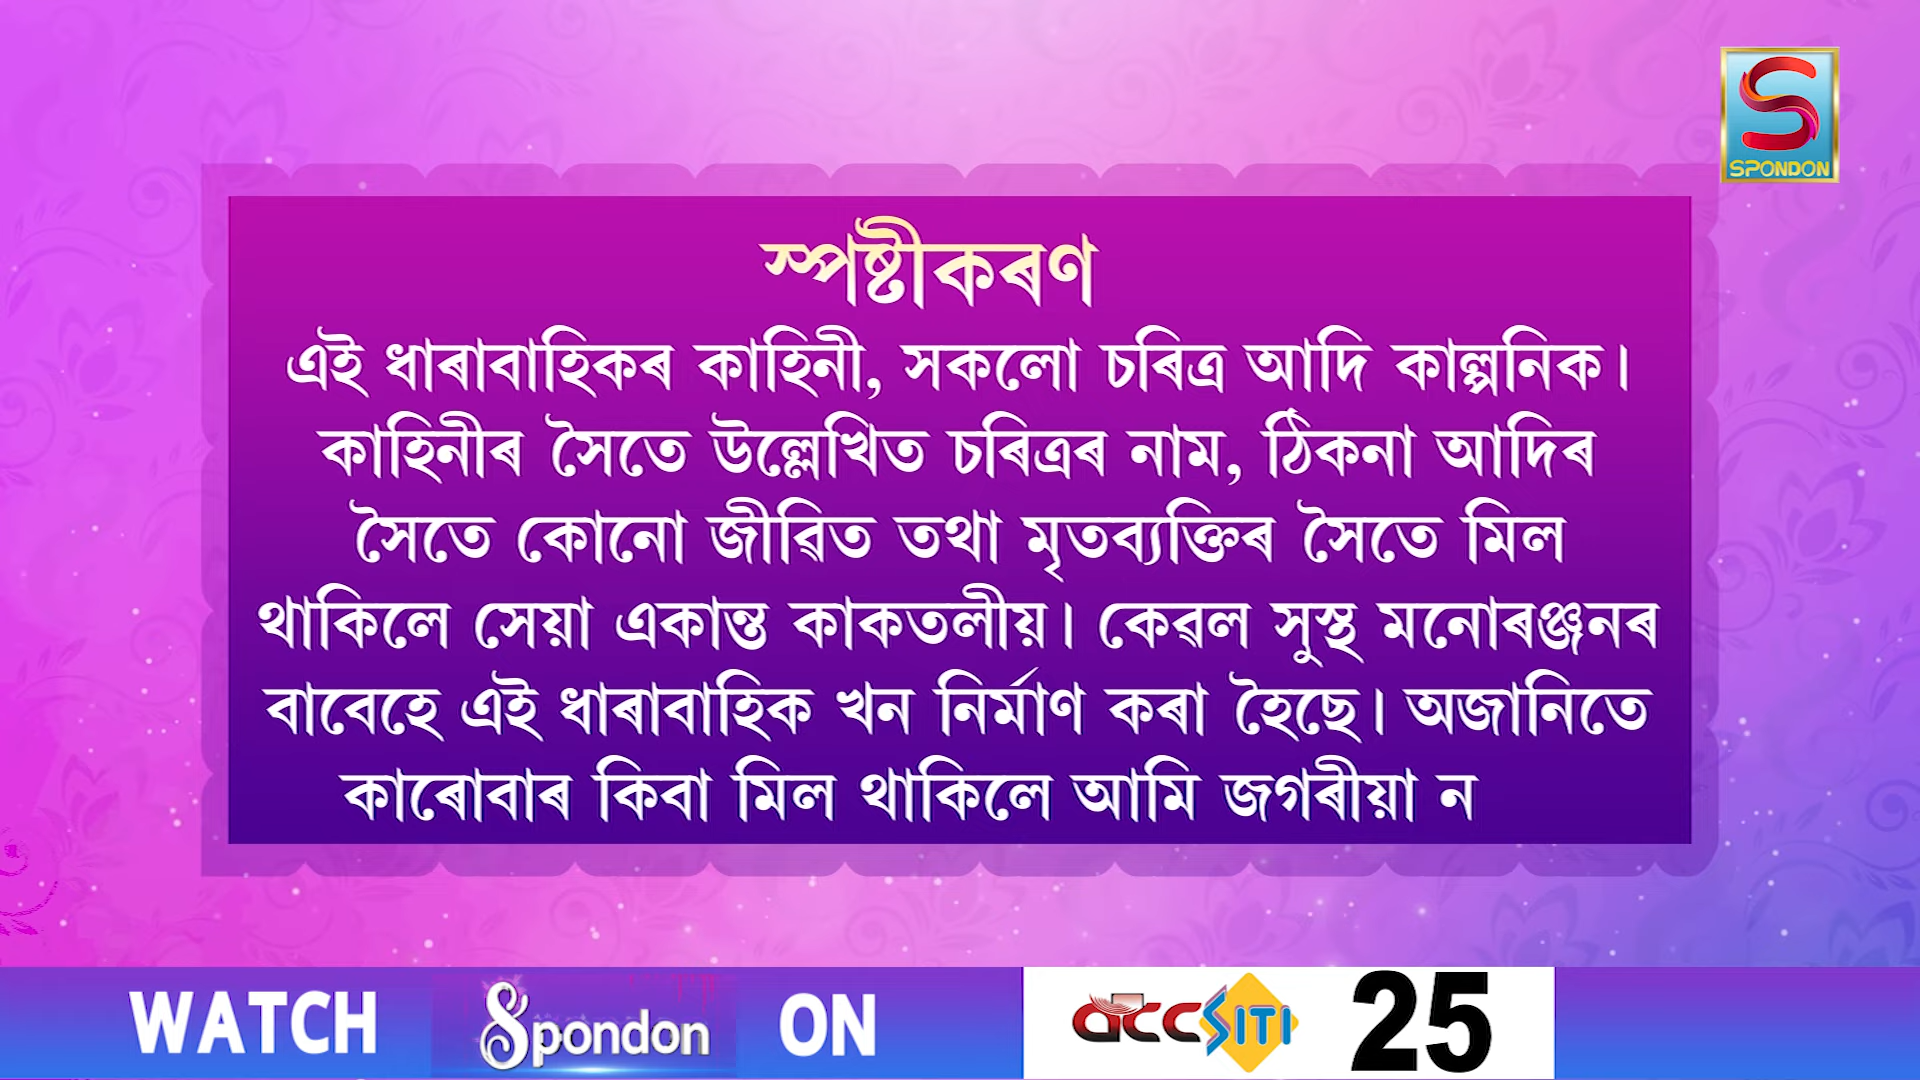 SPONDON
স্পষ্টীকৰণ
এই ধাৰাবাহিকৰ কাহিনী, সকলো চৰিত্ৰ আদি কাল্পনিক।
কাহিনীৰ সৈতে উল্লেখিত চৰিত্ৰৰ নাম, ঠিকনা আদিৰ
সৈতে কোনো জীৱিত তথা মৃতব্যক্তিৰ সৈতে মিল
থাকিলে সেয়া একান্ত কাকতলীয়। কেৱল সুস্থ মনোৰঞ্জনৰ
বাবেহে এই ধাৰাবাহিক খন নিৰ্মাণ কৰা হৈছে। অজানিতে
কাৰোবাৰ কিবা মিল থাকিলে আমি জগৰীয়া ন
WATCH Spondon ON accSITI 25